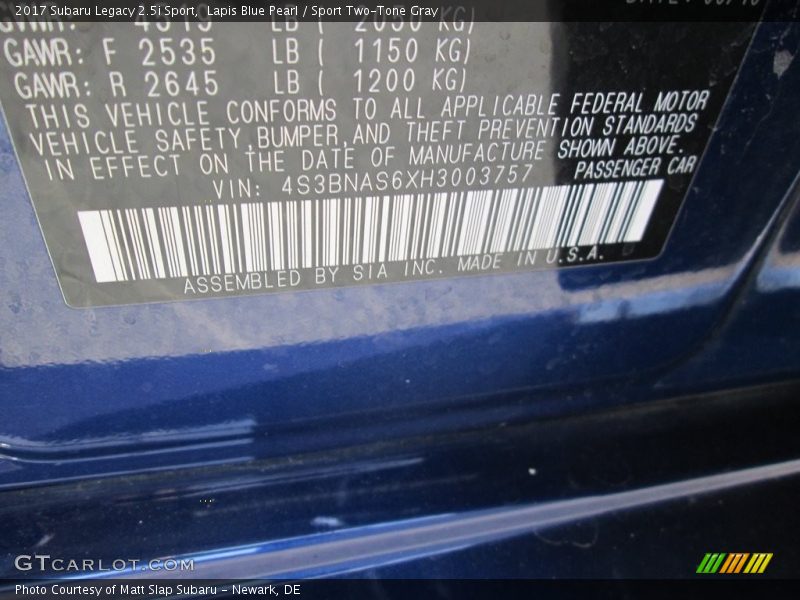 2017 Subaru Legacy 2.5i Sport,  Lapis Blue Pearl / Sport Two-Tone Gray
LB ( 2050 KG)
GAWR: F 2535 LB ( 1150 KG)
GAWR: R 2645 LB ( 1200 KG)
THIS VEHICLE CONFORMS TO ALL APPLICABLE FEDERAL MOTOR
VEHICLE SAFETY,BUMPER,AND THEFT PREVENTION STANDARDS
IN EFFECT ON THE DATE OF MANUFACTURE SHOWN ABOVE.
PASSENGER CAR
VIN: 4S3BNAS6XH3003757
ASSEMBLED BY SIA INC. MADE IN U.S.A.
GTCARLOT.COM
Photo Courtesy of Matt Slap Subaru - Newark, DE